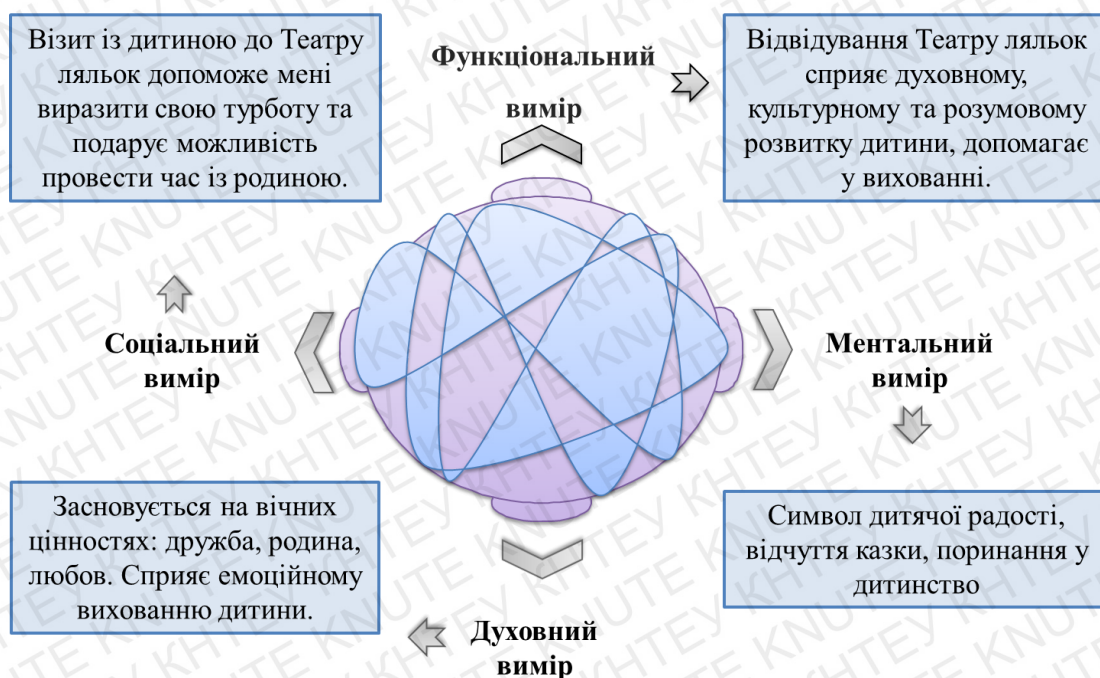 Візит із дитиною до Театру
ляльок допоможе мені
виразити свою турботу та
подарує можливість
провести час із родиною.
Функціональний
вимір
Відвідування Театру ляльок
сприяє духовному,
культурному та розумовому
розвитку дитини, допомагає
у вихованні.
Соціальний
вимір
Ментальний
вимір
Засновується на вічних
цінностях: дружба, родина,
любов. Сприяє емоційному
вихованню дитини.
Символ дитячої радості,
відчуття казки, поринання у
дитинство
Духовний
вимір
KNUTE КНТЕУ